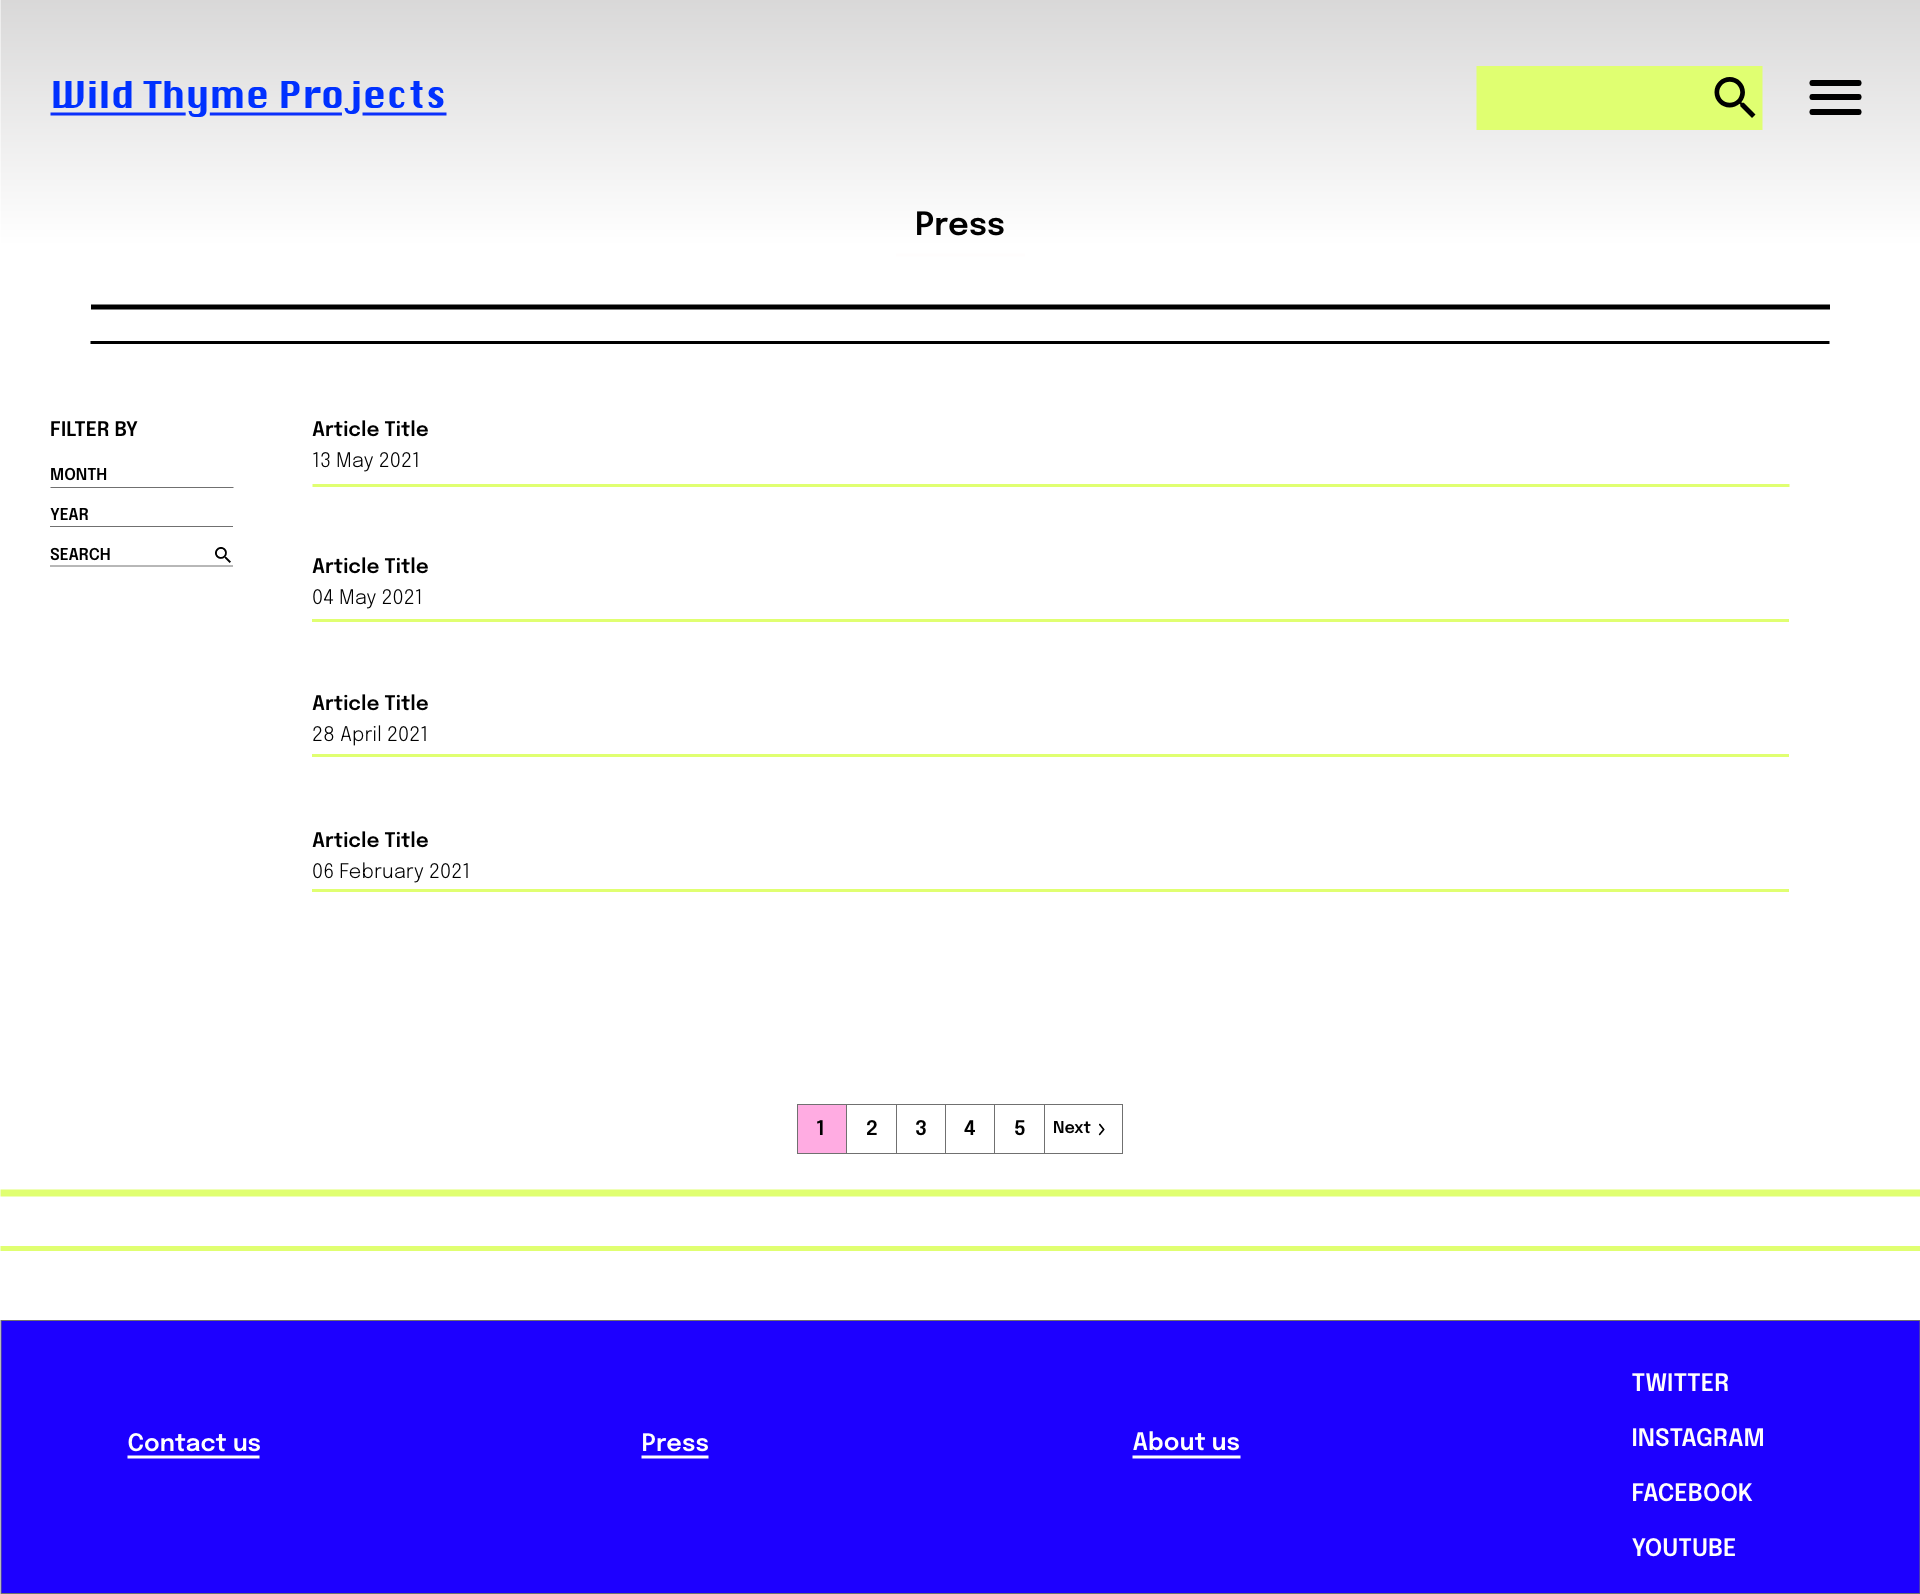 Wild Thyme Projects
Press
FILTER BY
MONTH
YEAR
SEARCH
Article Title
13 May 2021
Article Title
04 May 2021
Article Title
28 April 2021
Article Title
06 February 2021
1 2 3 4 5 Next
Contact us
Press
About us
TWITTER
INSTAGRAM
FACEBOOK
YOUTUBE